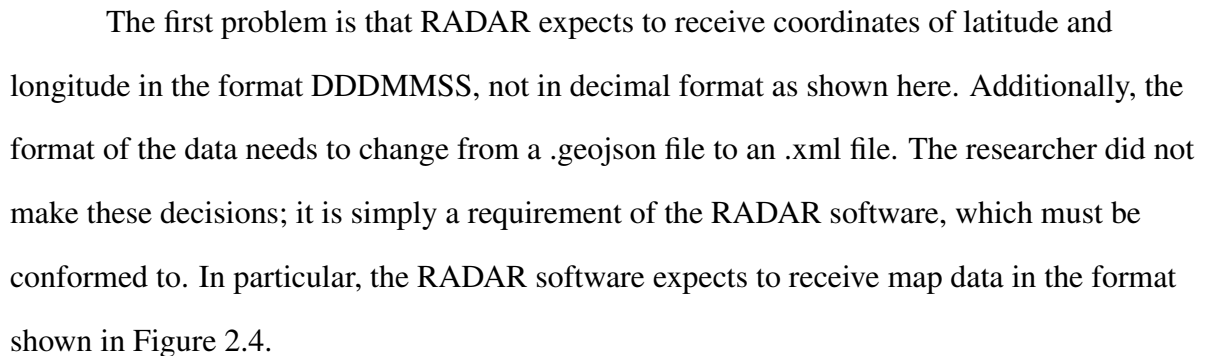 The first problem is that RADAR expects to receive coordinates of latitude and
longitude in the format DDDMMSS, not in decimal format as shown here. Additionally, the
format of the data needs to change from a .geojson file to an .xml file. The researcher did not
make these decisions; it is simply a requirement of the RADAR software, which must be
conformed to. In particular, the RADAR software expects to receive map data in the format
shown in Figure 2.4.